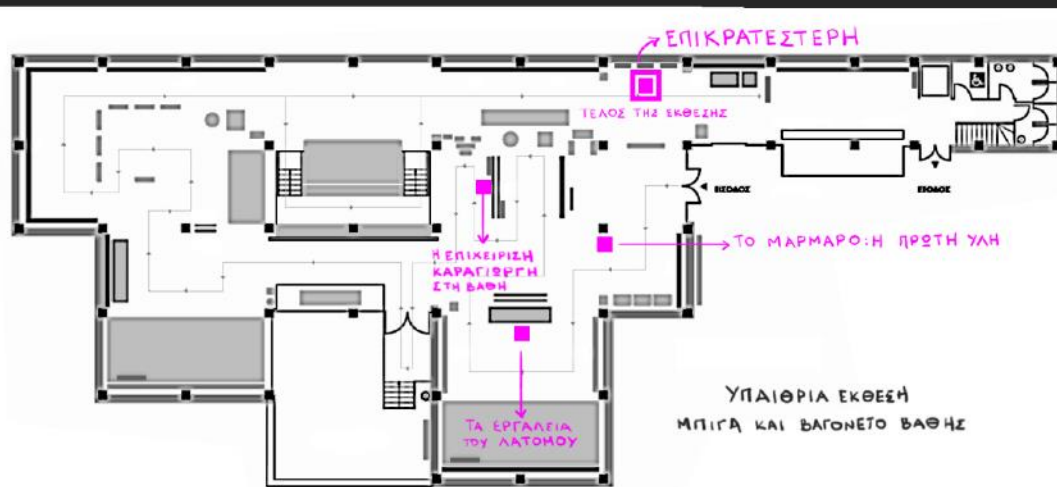 ΕΠΙΚΡΑΤΕΣΤΕΡΗ
ΤΕΛΟΣ ΤΗΣ ΕΚΘΕΣΗΣ
ΕΙΣΟΔΟΣ
ΕΞΟΔΟΣ
ΤΟ ΜΑΡΜΑΡΟ: Η ΠΡΩΤΗ ΥΛΗ
Η ΕΠΙΧΕΙΡΙΣΗ
ΚΑΡΑΓΙΩΡΓΗ
ΣΤΗ ΒΑΘΗ
ΤΑ ΕΡΓΑΛΕΙΑ
ΤΟΥ ΛΑΤΟΜΟΥ
ΥΠΑΙΘΡΙΑ ΕΚΘΕΣΗ
ΜΠΙΓΑ ΚΑΙ ΒΑΓΟΝΕΤΟ ΒΑΘΗΣ